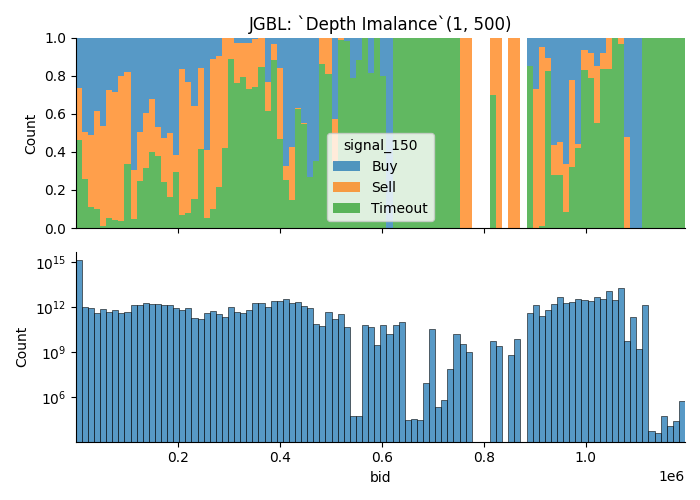 JGBL: `Depth Imalance`(1, 500)
Count
1.0
0.8
0.6
0.4
0.2
0.0
signal_150
Buy
Sell
Timeout
Count
10^15
10^12
10^9
10^6
0.2
0.4
0.6
0.8
1.0
1e6
bid